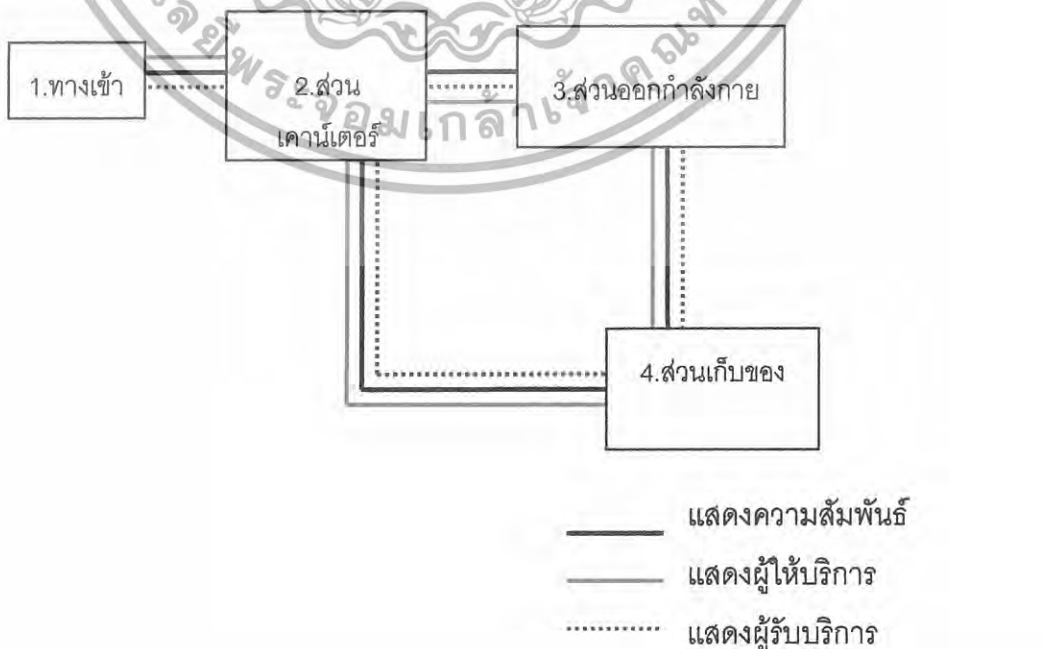 1.ทางเข้า
2.ส่วน
เคาน์เตอร์
3.ส่วนออกกำลังกาย
4.ส่วนเก็บของ
แสดงความสัมพันธ์
แสดงผู้ให้บริการ
แสดงผู้รับบริการ